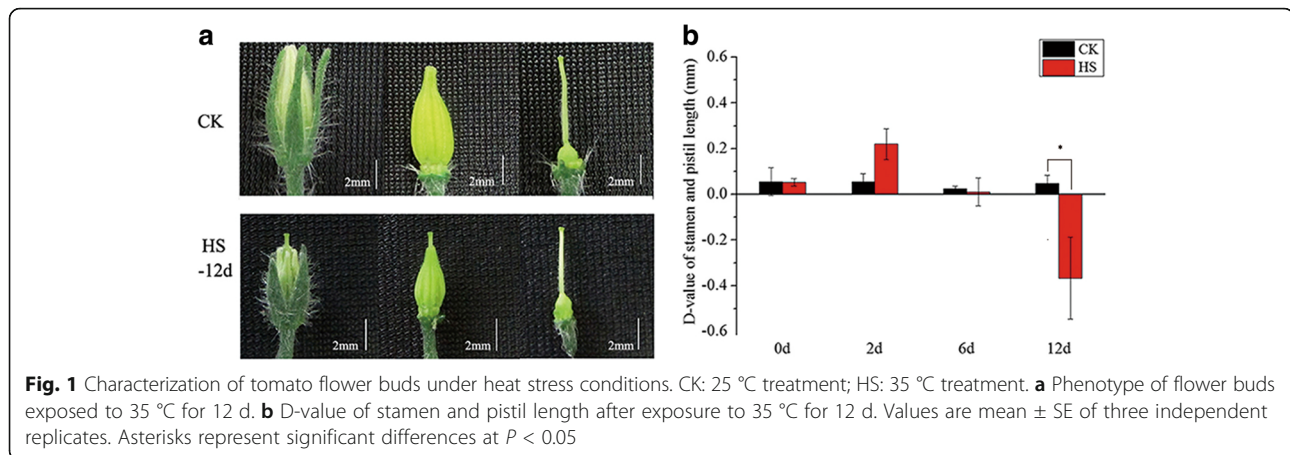 a
CK
2mm
2mm
2mm
HS
-12d
2mm
2mm
2mm
b
CK
HS
D-value of stamen and pistil length (mm)
0.6
0.4
0.2
0.0
-0.2
-0.4
-0.6
*
0d 2d 6d 12d
Fig. 1 Characterization of tomato flower buds under heat stress conditions. CK: 25 °C treatment; HS: 35 °C treatment. a Phenotype of flower buds
exposed to 35 °C for 12 d. b D-value of stamen and pistil length after exposure to 35 °C for 12 d. Values are mean ± SE of three independent
replicates. Asterisks represent significant differences at P < 0.05